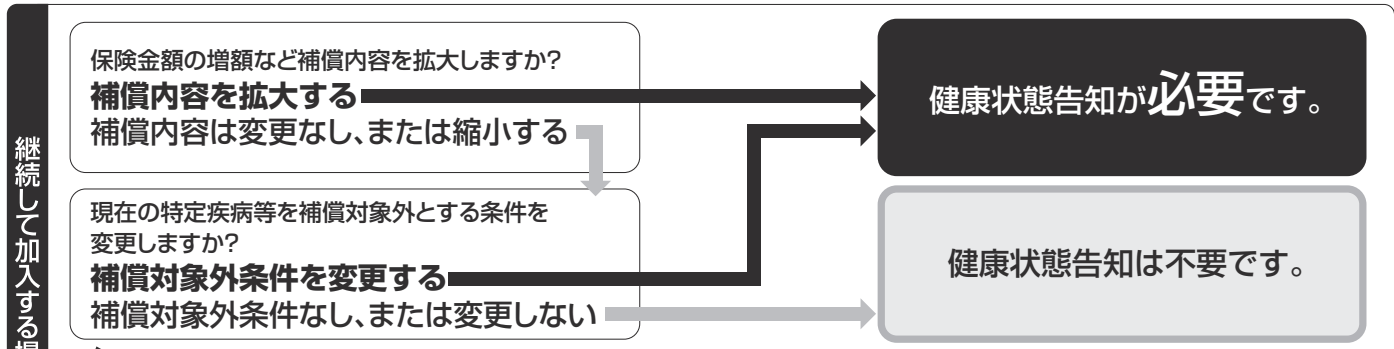 継続して加入する場
保険金額の増額など補償内容を拡大しますか?
補償内容を拡大する
補償内容は変更なし、または縮小する
健康状態告知が必要です。
現在の特定疾病等を補償対象外とする条件を
変更しますか?
補償対象外条件を変更する
補償対象外条件なし、または変更しない
健康状態告知は不要です。